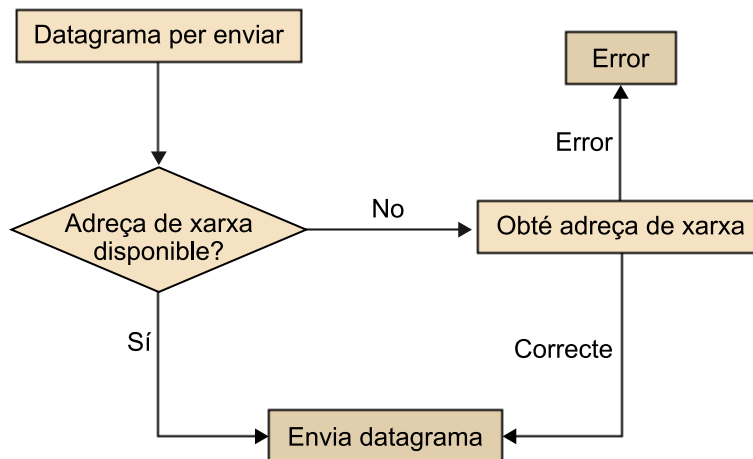 Datagrama per enviar
Error
Error
Adreça de xarxa
disponible?
No
Obté adreça de xarxa
Sí
Correcte
Envia datagrama